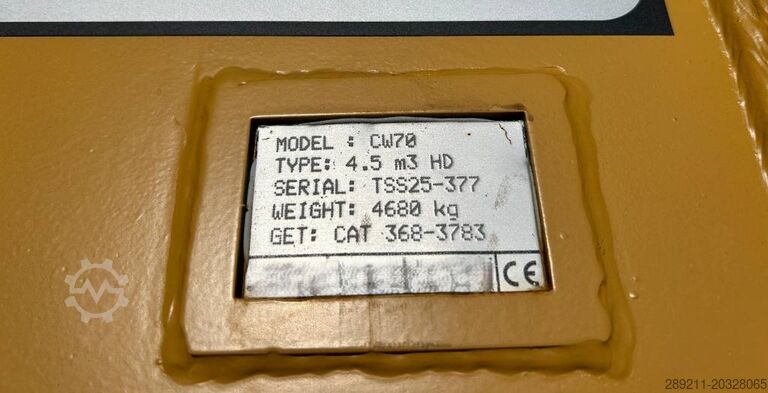 MODEL : CW70
TYPE: 4.5 m3 HD
SERIAL: TSS25-377
WEIGHT: 4680 kg
GET: CAT 368-3783
CE
289211-20328065